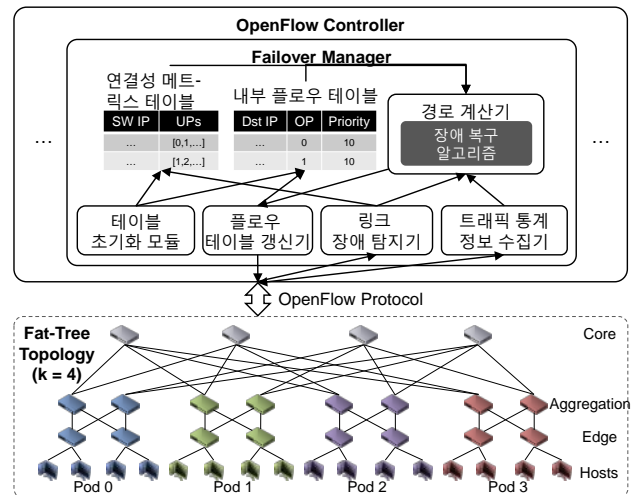 OpenFlow Controller
Failover Manager
연결성 메트-
릭스 테이블
내부 플로우 테이블
경로 계산기
장애 복구
알고리즘
SW IP UPs
... [0,1,...]
... [1,2,...]
Dst IP OP Priority
... 0 10
... 1 10
...
...
테이블
초기화 모듈
플로우
테이블 갱신기
링크
장애 탐지기
트래픽 통계
정보 수집기
OpenFlow Protocol
Fat-Tree
Topology
(k = 4)
Core
Aggregation
Edge
Hosts
Pod 0 Pod 1 Pod 2 Pod 3